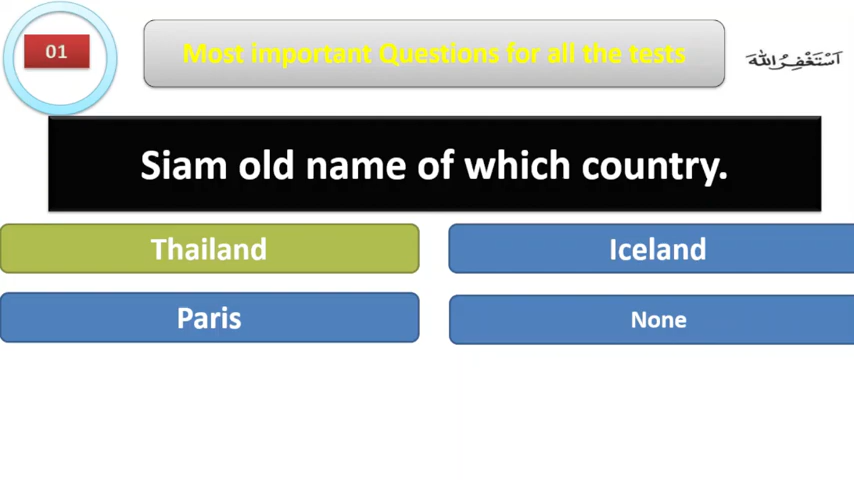 01
Most important Questions for all the tests
اَسْتَغْفِرُاللّٰه
Siam old name of which country.
Thailand
Iceland
Paris
None